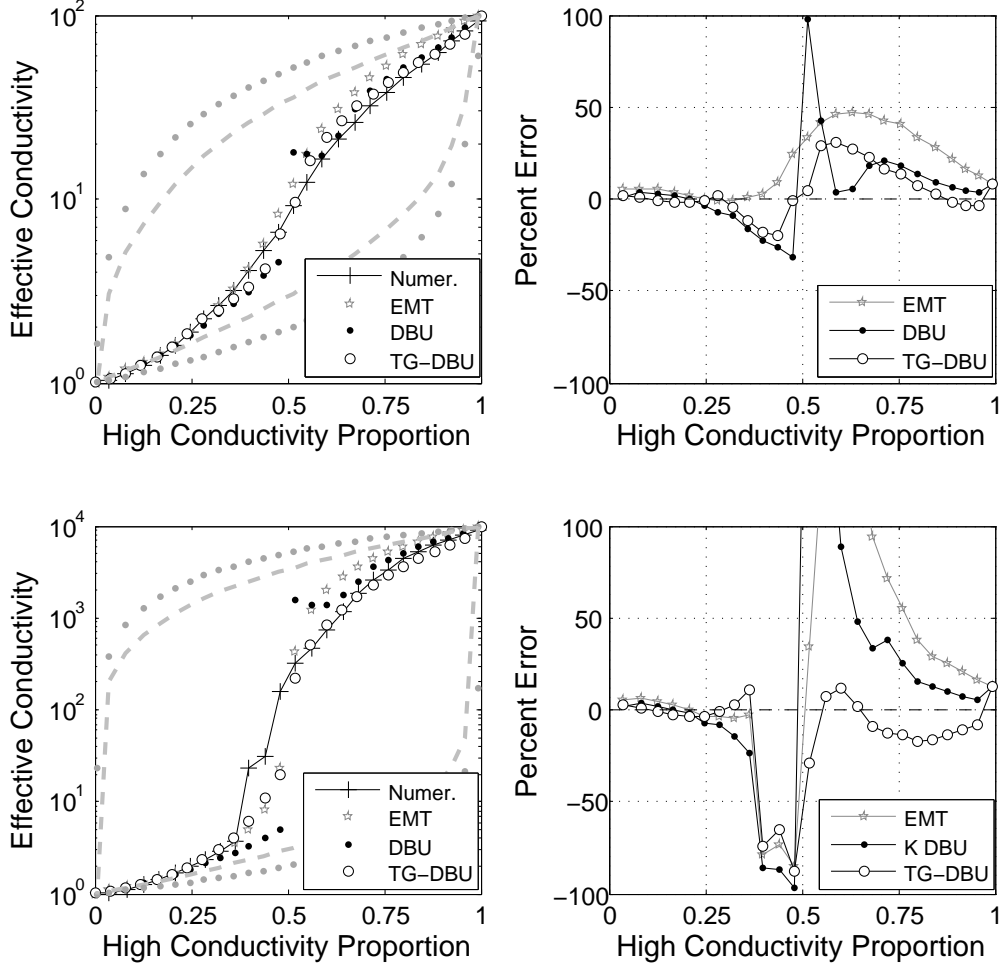 10^2
10^1
10^0
Effective Conductivity
0 0.25 0.5 0.75 1
High Conductivity Proportion
Numer.
EMT
DBU
TG−DBU
100
50
0
−50
−100
Percent Error
0.25 0.5 0.75 1
High Conductivity Proportion
EMT
DBU
TG−DBU
10^4
10^3
10^2
10^1
10^0
Effective Conductivity
0 0.25 0.5 0.75 1
High Conductivity Proportion
Numer.
EMT
DBU
TG−DBU
100
50
0
−50
−100
Percent Error
0.25 0.5 0.75 1
High Conductivity Proportion
EMT
K DBU
TG−DBU